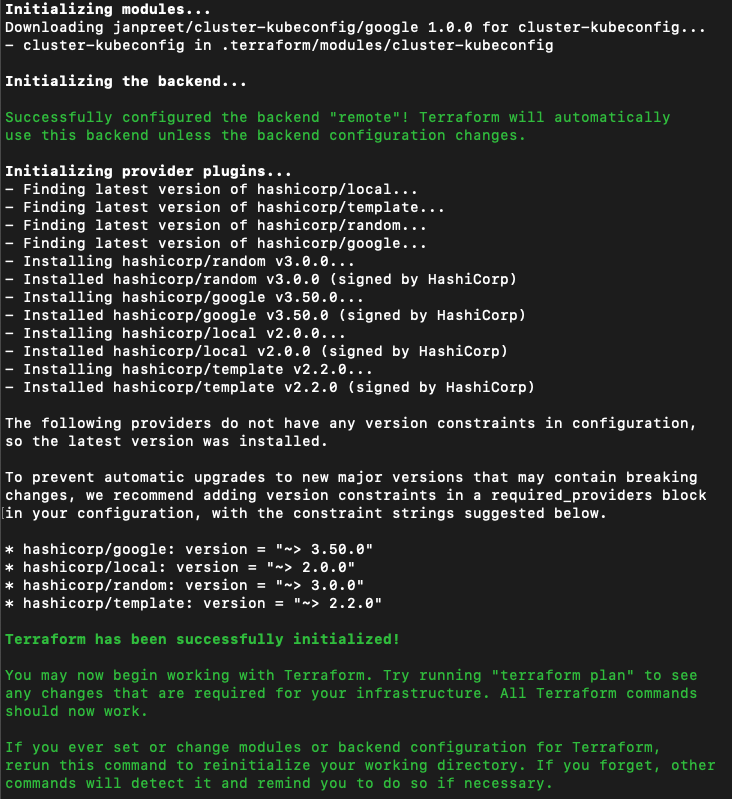 Initializing modules...
Downloading janpreet/cluster-kubeconfig/google 1.0.0 for cluster-kubeconfig...
- cluster-kubeconfig in .terraform/modules/cluster-kubeconfig
Initializing the backend...
Successfully configured the backend "remote"! Terraform will automatically
use this backend unless the backend configuration changes.
Initializing provider plugins...
- Finding latest version of hashicorp/local...
- Finding latest version of hashicorp/template...
- Finding latest version of hashicorp/random...
- Finding latest version of hashicorp/google...
- Installing hashicorp/random v3.0.0...
- Installed hashicorp/random v3.0.0 (signed by HashiCorp)
- Installing hashicorp/google v3.50.0...
- Installed hashicorp/google v3.50.0 (signed by HashiCorp)
- Installing hashicorp/local v2.0.0...
- Installed hashicorp/local v2.0.0 (signed by HashiCorp)
- Installing hashicorp/template v2.2.0...
- Installed hashicorp/template v2.2.0 (signed by HashiCorp)
The following providers do not have any version constraints in configuration,
so the latest version was installed.
To prevent automatic upgrades to new major versions that may contain breaking
changes, we recommend adding version constraints in a required_providers block
in your configuration, with the constraint strings suggested below.
* hashicorp/google: version = "~> 3.50.0"
* hashicorp/local: version = "~> 2.0.0"
* hashicorp/random: version = "~> 3.0.0"
* hashicorp/template: version = "~> 2.2.0"
Terraform has been successfully initialized!
You may now begin working with Terraform. Try running "terraform plan" to see
any changes that are required for your infrastructure. All Terraform commands
should now work.
If you ever set or change modules or backend configuration for Terraform,
rerun this command to reinitialize your working directory. If you forget, other
commands will detect it and remind you to do so if necessary.